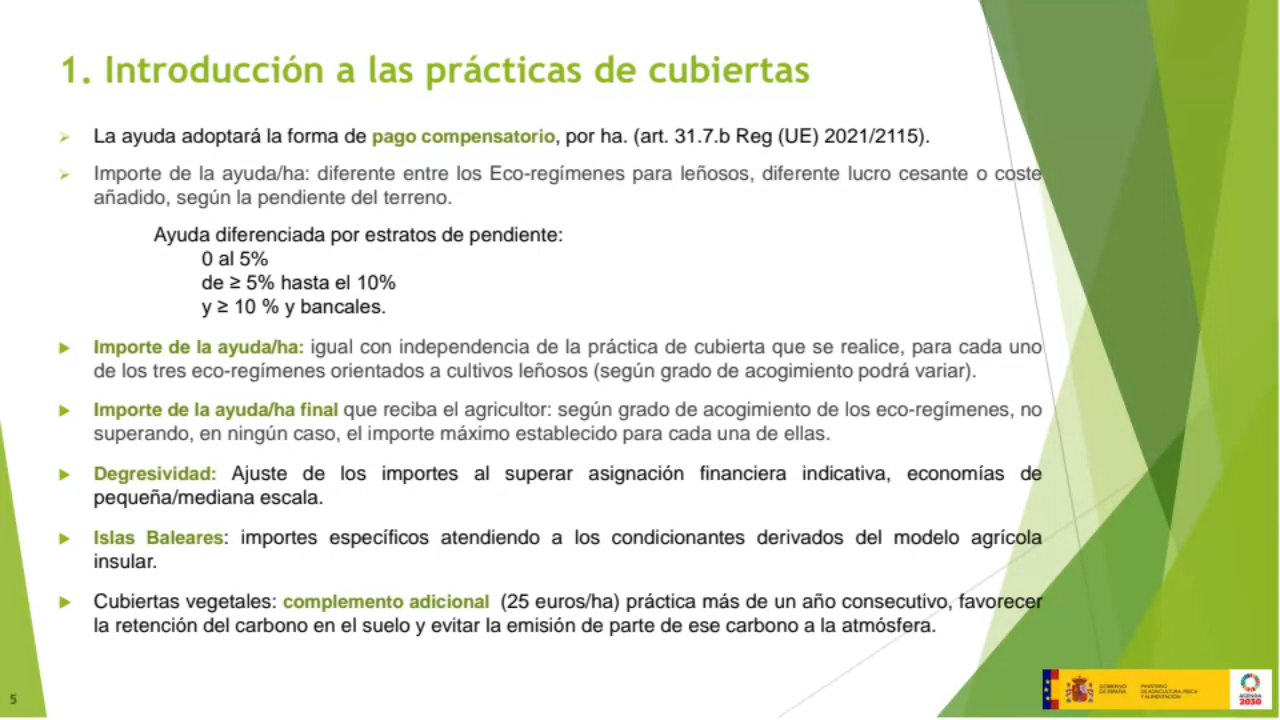 1. Introducción a las prácticas de cubiertas
La ayuda adoptará la forma de pago compensatorio, por ha. (art. 31.7.b Reg (UE) 2021/2115).
Importe de la ayuda/ha: diferente entre los Eco-regímenes para leñosos, diferente lucro cesante o coste
añadido, según la pendiente del terreno.
Ayuda diferenciada por estratos de pendiente:
0 al 5%
de ≥ 5% hasta el 10%
y ≥ 10 % y bancales.
Importe de la ayuda/ha: igual con independencia de la práctica de cubierta que se realice, para cada uno
de los tres eco-regímenes orientados a cultivos leñosos (según grado de acogimiento podrá variar).
Importe de la ayuda/ha final que reciba el agricultor: según grado de acogimiento de los eco-regímenes, no
superando, en ningún caso, el importe máximo establecido para cada una de ellas.
Degresividad: Ajuste de los importes al superar asignación financiera indicativa, economías de
pequeña/mediana escala.
Islas Baleares: importes específicos atendiendo a los condicionantes derivados del modelo agrícola
insular.
Cubiertas vegetales: complemento adicional (25 euros/ha) práctica más de un año consecutivo, favorecer
la retención del carbono en el suelo y evitar la emisión de parte de ese carbono a la atmósfera.
5
GOBIERNO
DE ESPAÑA
MINISTERIO
DE AGRICULTURA, PESCA
Y ALIMENTACIÓN
AGENDA
2030